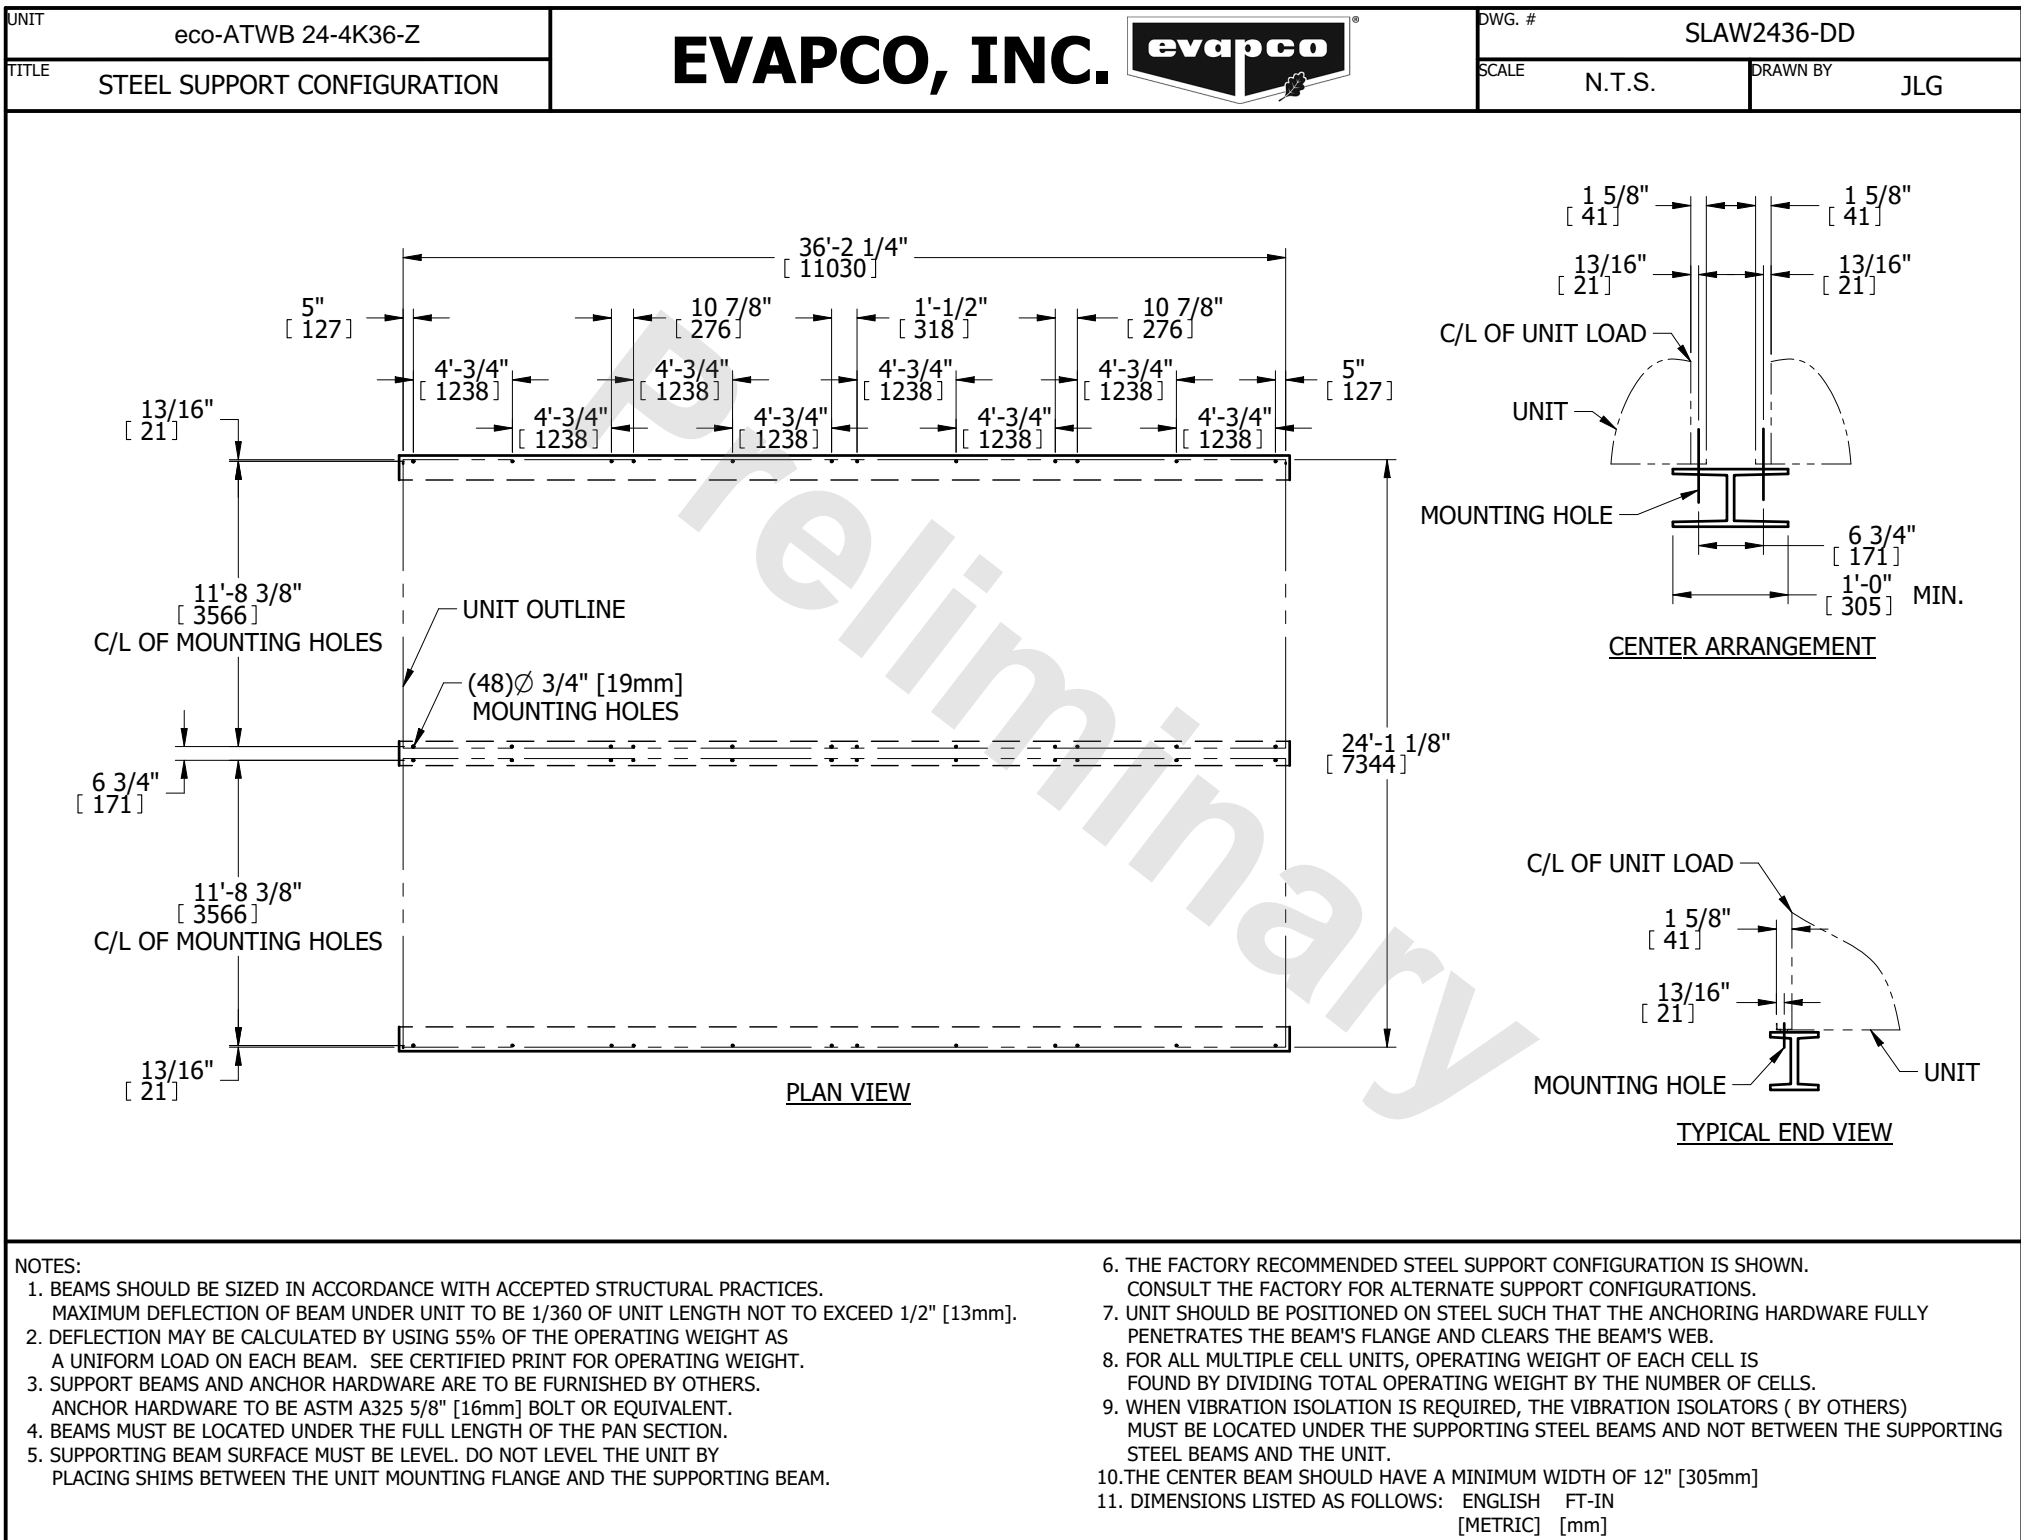 UNIT
eco-ATWB 24-4K36-Z
TITLE
STEEL SUPPORT CONFIGURATION
EVAPCO, INC.
evapco
®
DWG. #
SLAW2436-DD
SCALE
N.T.S.
DRAWN BY
JLG
36'-2 1/4"
[ 11030 ]
5"
[ 127 ]
10 7/8"
[ 276 ]
1'-1/2"
[ 318 ]
10 7/8"
[ 276 ]
4'-3/4"
[ 1238 ]
4'-3/4"
[ 1238 ]
4'-3/4"
[ 1238 ]
4'-3/4"
[ 1238 ]
5"
[ 127 ]
4'-3/4"
[ 1238 ]
4'-3/4"
[ 1238 ]
4'-3/4"
[ 1238 ]
4'-3/4"
[ 1238 ]
13/16"
[ 21 ]
11'-8 3/8"
[ 3566 ]
C/L OF MOUNTING HOLES
UNIT OUTLINE
(48)∅ 3/4" [19mm]
MOUNTING HOLES
6 3/4"
[ 171 ]
24'-1 1/8"
[ 7344 ]
11'-8 3/8"
[ 3566 ]
C/L OF MOUNTING HOLES
13/16"
[ 21 ]
PLAN VIEW
Preliminary
1 5/8"
[ 41 ]
1 5/8"
[ 41 ]
13/16"
[ 21 ]
13/16"
[ 21 ]
C/L OF UNIT LOAD
UNIT
MOUNTING HOLE
6 3/4"
[ 171 ]
1'-0"
[ 305 ]
MIN.
CENTER ARRANGEMENT
C/L OF UNIT LOAD
1 5/8"
[ 41 ]
13/16"
[ 21 ]
MOUNTING HOLE
UNIT
TYPICAL END VIEW
NOTES:
1. BEAMS SHOULD BE SIZED IN ACCORDANCE WITH ACCEPTED STRUCTURAL PRACTICES.
MAXIMUM DEFLECTION OF BEAM UNDER UNIT TO BE 1/360 OF UNIT LENGTH NOT TO EXCEED 1/2" [13mm].
2. DEFLECTION MAY BE CALCULATED BY USING 55% OF THE OPERATING WEIGHT AS
A UNIFORM LOAD ON EACH BEAM. SEE CERTIFIED PRINT FOR OPERATING WEIGHT.
3. SUPPORT BEAMS AND ANCHOR HARDWARE ARE TO BE FURNISHED BY OTHERS.
ANCHOR HARDWARE TO BE ASTM A325 5/8" [16mm] BOLT OR EQUIVALENT.
4. BEAMS MUST BE LOCATED UNDER THE FULL LENGTH OF THE PAN SECTION.
5. SUPPORTING BEAM SURFACE MUST BE LEVEL. DO NOT LEVEL THE UNIT BY
PLACING SHIMS BETWEEN THE UNIT MOUNTING FLANGE AND THE SUPPORTING BEAM.
6. THE FACTORY RECOMMENDED STEEL SUPPORT CONFIGURATION IS SHOWN.
CONSULT THE FACTORY FOR ALTERNATE SUPPORT CONFIGURATIONS.
7. UNIT SHOULD BE POSITIONED ON STEEL SUCH THAT THE ANCHORING HARDWARE FULLY
PENETRATES THE BEAM'S FLANGE AND CLEARS THE BEAM'S WEB.
8. FOR ALL MULTIPLE CELL UNITS, OPERATING WEIGHT OF EACH CELL IS
FOUND BY DIVIDING TOTAL OPERATING WEIGHT BY THE NUMBER OF CELLS.
9. WHEN VIBRATION ISOLATION IS REQUIRED, THE VIBRATION ISOLATORS ( BY OTHERS)
MUST BE LOCATED UNDER THE SUPPORTING STEEL BEAMS AND NOT BETWEEN THE SUPPORTING
STEEL BEAMS AND THE UNIT.
10.THE CENTER BEAM SHOULD HAVE A MINIMUM WIDTH OF 12" [305mm]
11. DIMENSIONS LISTED AS FOLLOWS: ENGLISH FT-IN
[METRIC] [mm]